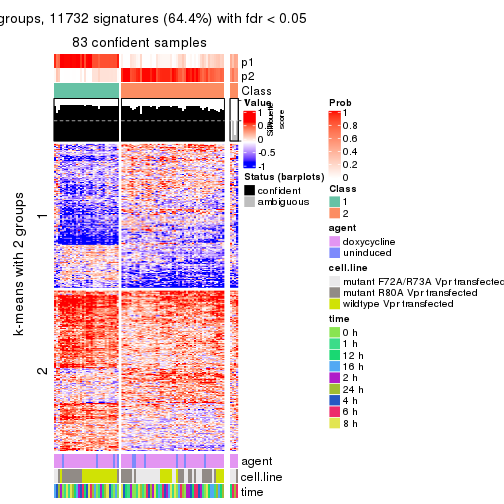 groups, 11732 signatures (64.4%) with fdr < 0.05
83 confident samples
p1
p2
Class
Silhouette score
1
2
k-means with 2 groups
agent
cell.line
time
Value
1
0.5
0
-0.5
-1
Status (barplots)
confident
ambiguous
Prob
1
0.8
0.6
0.4
0.2
0
Class
1
2
agent
doxycycline
uninduced
cell.line
mutant F72A/R73A Vpr transfected
mutant R80A Vpr transfected
wildtype Vpr transfected
time
0 h
1 h
12 h
16 h
2 h
24 h
4 h
6 h
8 h